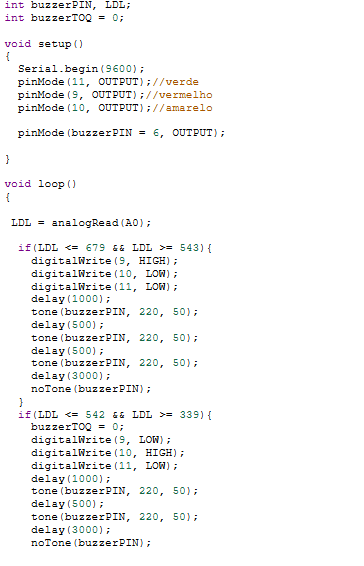 int buzzerPIN, LDL;
int buzzerTOQ = 0;
void setup()
{
Serial.begin(9600);
pinMode(11, OUTPUT);//verde
pinMode(9, OUTPUT);//vermelho
pinMode(10, OUTPUT);//amarelo
pinMode(buzzerPIN = 6, OUTPUT);
}
void loop()
{
LDL = analogRead(A0);
if(LDL <= 679 && LDL >= 543){
digitalWrite(9, HIGH);
digitalWrite(10, LOW);
digitalWrite(11, LOW);
delay(1000);
tone(buzzerPIN, 220, 50);
delay(500);
tone(buzzerPIN, 220, 50);
delay(500);
tone(buzzerPIN, 220, 50);
delay(3000);
noTone(buzzerPIN);
}
if(LDL <= 542 && LDL >= 339){
buzzerTOQ = 0;
digitalWrite(9, LOW);
digitalWrite(10, HIGH);
digitalWrite(11, LOW);
delay(1000);
tone(buzzerPIN, 220, 50);
delay(500);
tone(buzzerPIN, 220, 50);
delay(3000);
noTone(buzzerPIN);